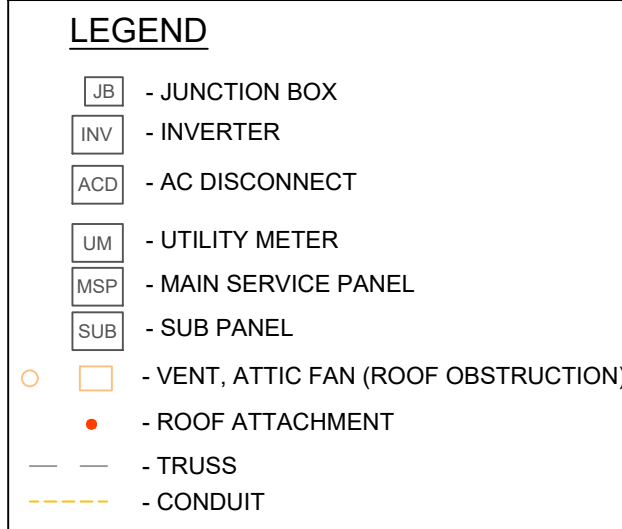 LEGEND
JB - JUNCTION BOX
INV - INVERTER
ACD - AC DISCONNECT
UM - UTILITY METER
MSP - MAIN SERVICE PANEL
SUB - SUB PANEL
- VENT, ATTIC FAN (ROOF OBSTRUCTION)
- ROOF ATTACHMENT
- TRUSS
- CONDUIT